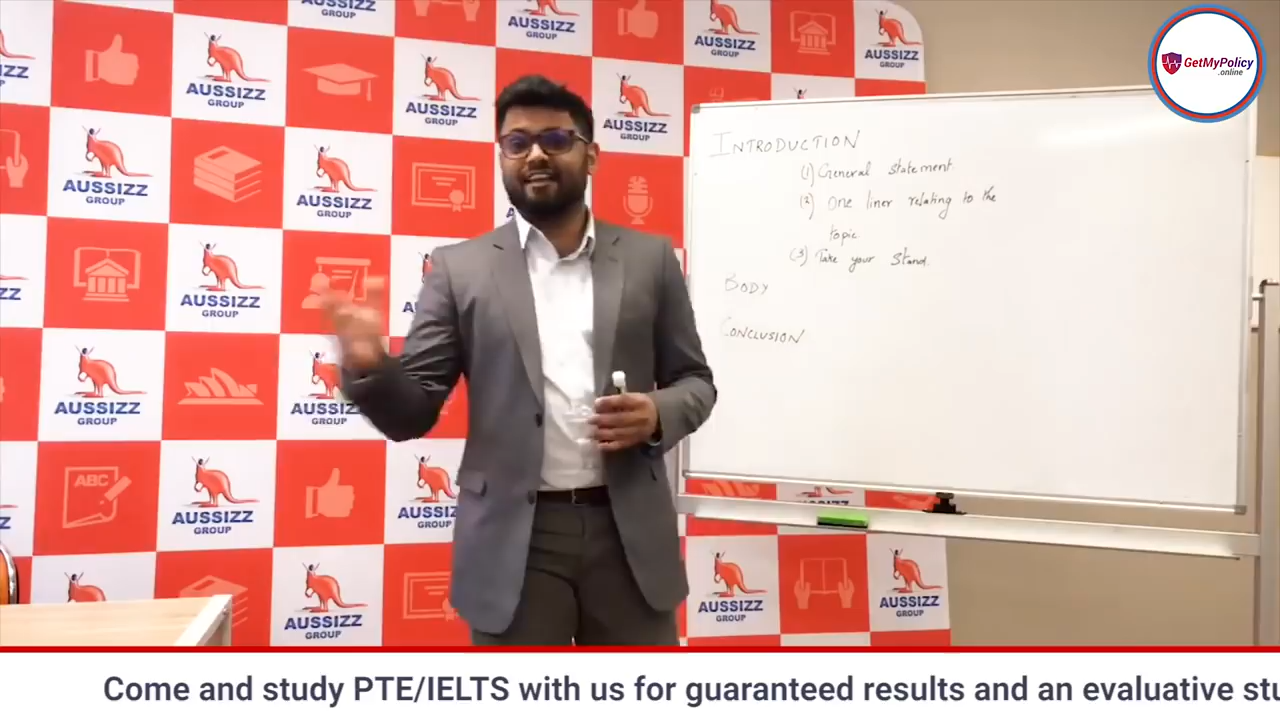 GetMyPolicy
.online
AUSSIZZ
GROUP
INTRODUCTION
(1) General statement.
(2) One liner relating to the
topic
(3) Take your Stand.
BODY
CONCLUSION
ABC
Come and study PTE/IELTS with us for guaranteed results and an evaluative stu